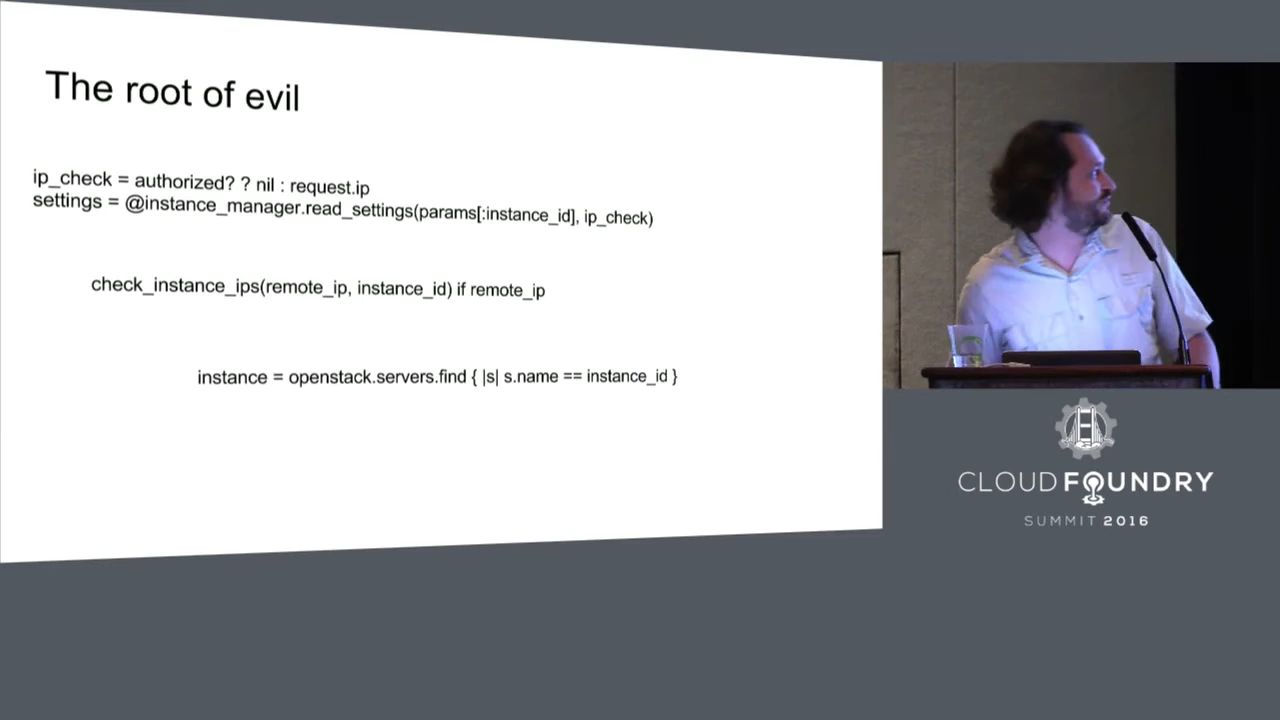 The root of evil
ip_check = authorized? ? nil : request.ip
settings = @instance_manager.read_settings(params[:instance_id], ip_check)
check_instance_ips(remote_ip, instance_id) if remote_ip
instance = openstack.servers.find { |s| s.name == instance_id }
CLOUD FOUNDRY
SUMMIT 2016